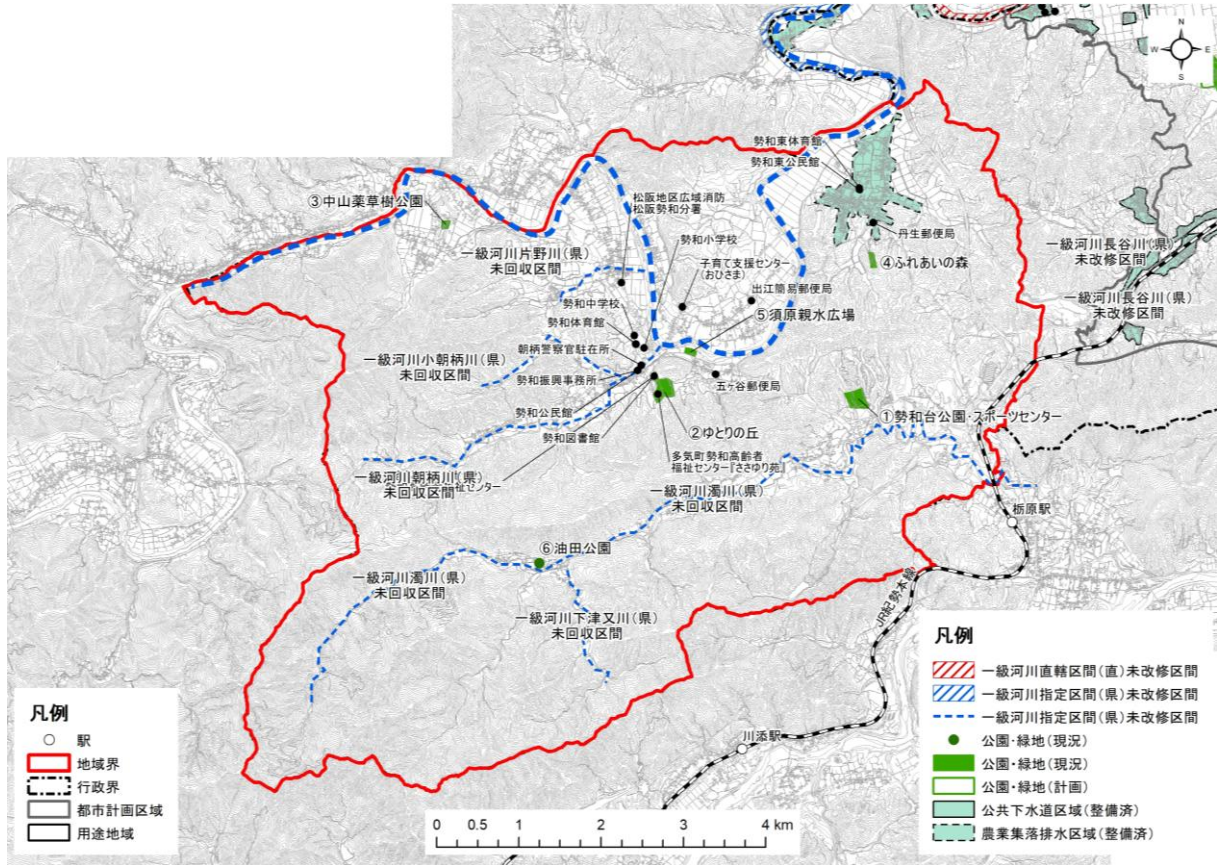 N
W
E
S
勢和東体育館
勢和東公民館
③中山薬草樹公園
松阪地区広域消防
松阪勢和分署
丹生郵便局
一級河川片野川(県)
未回収区間
勢和小学校
子育て支援センター
(おひさま)
④ふれあいの森
一級河川長谷川(県)
未改修区間
出江簡易郵便局
一級河川長谷川(県)
未改修区間
勢和中学校
⑤須原親水広場
勢和体育館
朝柄警察官駐在所
一級河川小朝柄川(県)
未回収区間
勢和振興事務所
五ヶ谷郵便局
勢和公民館
①勢和台公園・スポーツセンター
②ゆとりの丘
勢和図書館
多気町勢和高齢者
福祉センター『ささゆり苑』
一級河川朝柄川(県)
祉センター
未回収区間
一級河川濁川(県)
未回収区間
栃原駅
⑥油田公園
一級河川濁川(県)
未回収区間
JR紀勢本線
一級河川下津又川(県)
未回収区間
川添駅
凡例
駅
地域界
行政界
都市計画区域
用途地域
0 0.5 1 2 3 4 km
凡例
一級河川直轄区間(直)未改修区間
一級河川指定区間(県)未改修区間
一級河川指定区間(県)未改修区間
公園・緑地(現況)
公園・緑地(現況)
公園・緑地(計画)
公共下水道区域(整備済)
農業集落排水区域(整備済)